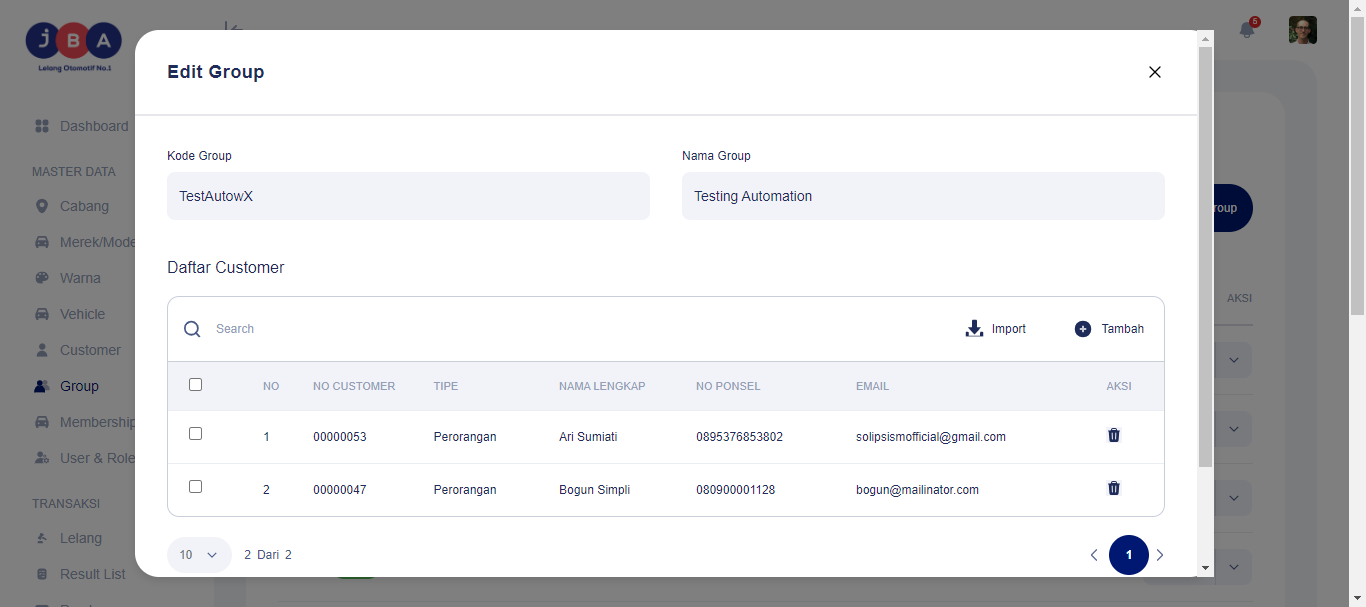 JBA
Lelang Otomotif No.1
5
Edit Group
Dashboard
MASTER DATA
Cabang
Merek/Mode
Warna
Vehicle
Customer
Group
Membership
User & Role
TRANSAKSI
Lelang
Result List
Kode Group
Nama Group
TestAutowX
Testing Automation
roup
Daftar Customer
AKSI
Search
Import
Tambah
NO NO CUSTOMER TIPE NAMA LENGKAP NO PONSEL EMAIL AKSI
1 00000053 Perorangan Ari Sumiati 0895376853802 solipsismofficial@gmail.com
2 00000047 Perorangan Bogun Simpli 080900001128 bogun@mailinator.com
10
2 Dari 2
1